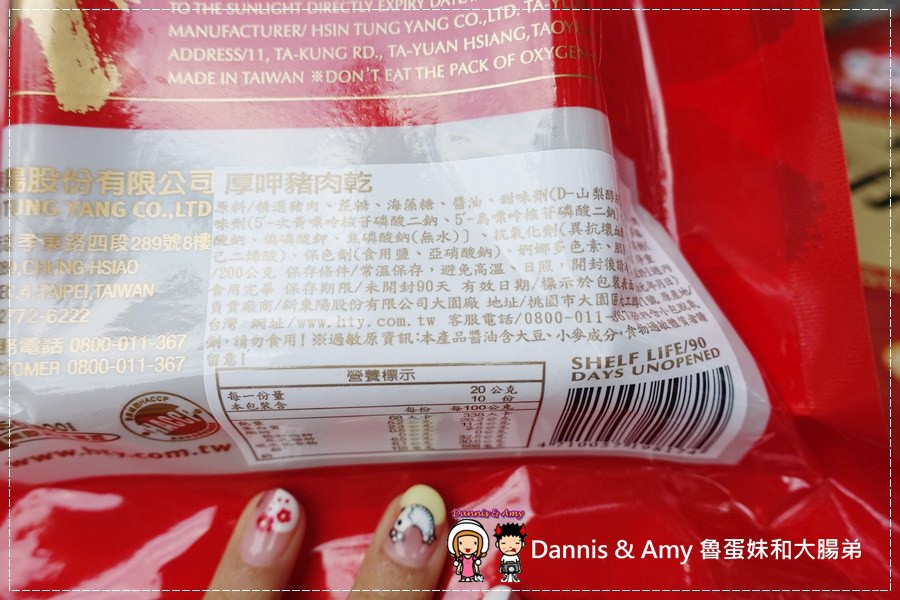 TO THE SUNLIGHT DIRECTLY EXPIRY DATE
MANUFACTURER/ HSIN TUNG YANG CO.,LTD. TA-YU
ADDRESS/11, TA-KUNG RD., TA-YUAN HSIANG, TAOY
MADE IN TAIWAN ※DON'T EAT THE PACK OF OXYGEN
股份有限公司
TUNG YANG CO.,LTD
孝東路四段289號8樓
CHUNG HSIAO
TAIPEI, TAIWAN
2772-6222
電話 0800-011-367
CUSTOMER 0800-011-367
www.hty.com.tw
厚呷豬肉乾
原料/精選豬肉、蔗糖、海藻糖、醬油、甜味劑(D-山梨醇
味劑(5'-次黃嘌呤核苷磷酸二鈉、5'-鳥嘌呤核苷磷酸二鈉
酸鈉、偏磷酸鉀、焦磷酸鈉(無水)]、抗氧化劑(異抗壞血
己二烯酸)、保色劑(食用鹽、亞硝酸鈉)、
/200公克 保存條件/常溫保存,避免高溫、日照,開封後
食用完畢 保存期限/未開封90天 有效日期/標示於包裝
負責廠商/新東陽股份有限公司大園廠 地址/桃園市大園區
台灣 網址/www.hty.com.tw 客服電話/0800-011-367
劑,請勿食用! ※過敏原資訊:本產品醬油含大豆、小麥成分,食物過敏體質者請
留意!
營養標示
每一份量 20 公克
本包裝含 10 份
每份 每100公克
SHELF LIFE/90
DAYS UNOPENED
Dannis & Amy
Dannis & Amy 魯蛋妹和大腸弟